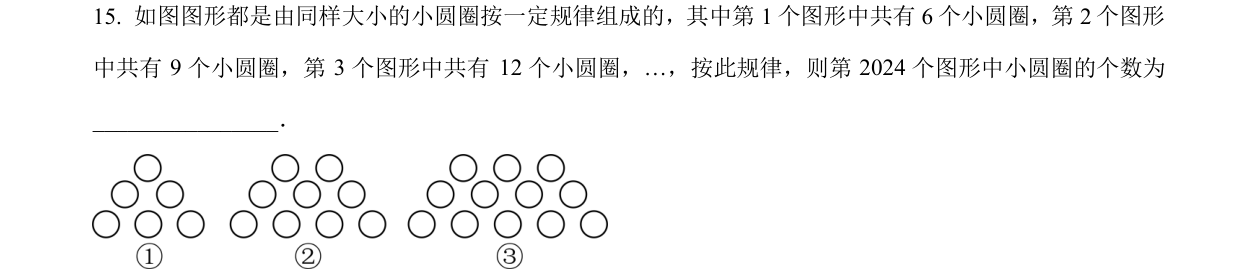 15. 如图图形都是由同样大小的小圆圈按一定规律组成的，其中第 1 个图形中共有 6 个小圆圈，第 2 个图形
中共有 9 个小圆圈，第 3 个图形中共有 12 个小圆圈，…，按此规律，则第 2024 个图形中小圆圈的个数为
________________.
① ② ③